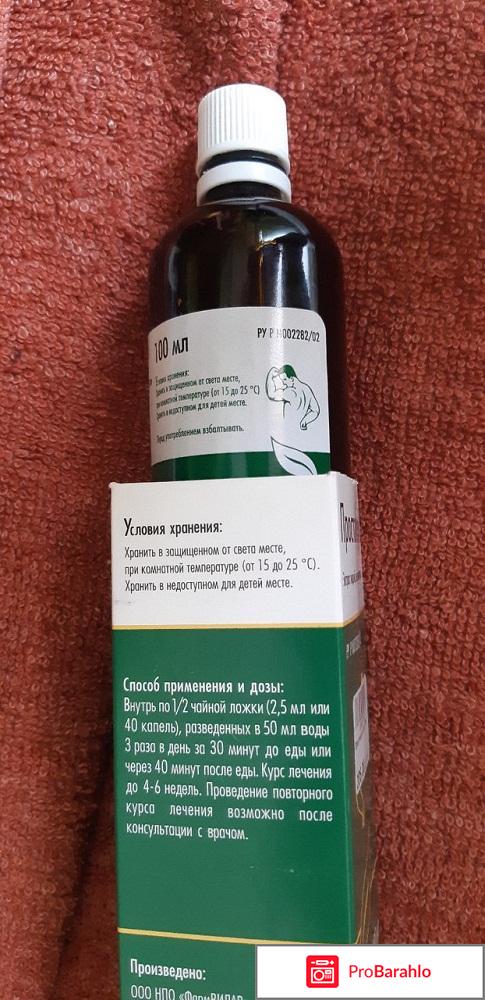 100 мл
РУ Р N002282/02
Условия хранения:
Хранить в защищенном от света месте,
при комнатной температуре (от 15 до 25 °C)
Хранить в недоступном для детей месте.
Перед употреблением взбалтывать.
Условия хранения:
Хранить в защищенном от света месте,
при комнатной температуре (от 15 до 25 °C).
Хранить в недоступном для детей месте.
Способ применения и дозы:
Внутрь по 1/2 чайной ложки (2,5 мл или
40 капель), разведенных в 50 мл воды
3 раза в день за 30 минут до еды или
через 40 минут после еды. Курс лечения
до 4-6 недель. Проведение повторного
курса лечения возможно после
консультации с врачом.
Произведено:
ООО НПО «ФармВИЛАР
ProBarahlo